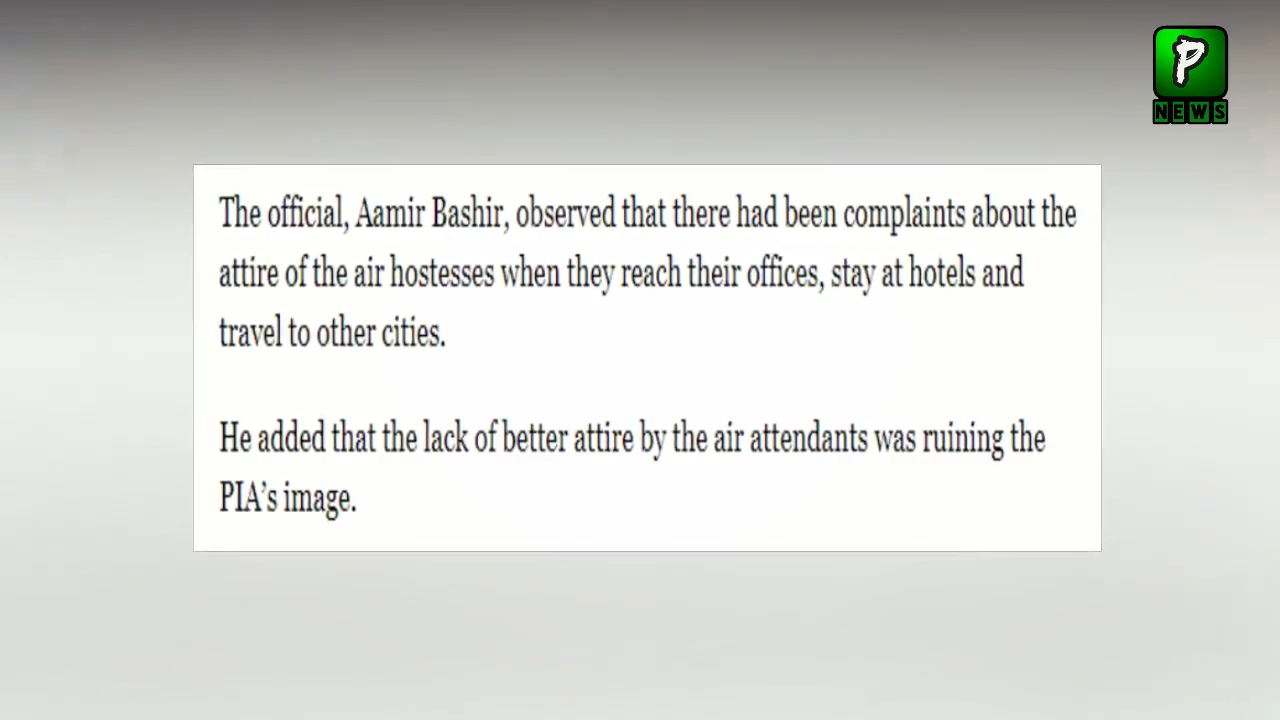 P
NEWS
The official, Aamir Bashir, observed that there had been complaints about the
attire of the air hostesses when they reach their offices, stay at hotels and
travel to other cities.
He added that the lack of better attire by the air attendants was ruining the
PIA's image.